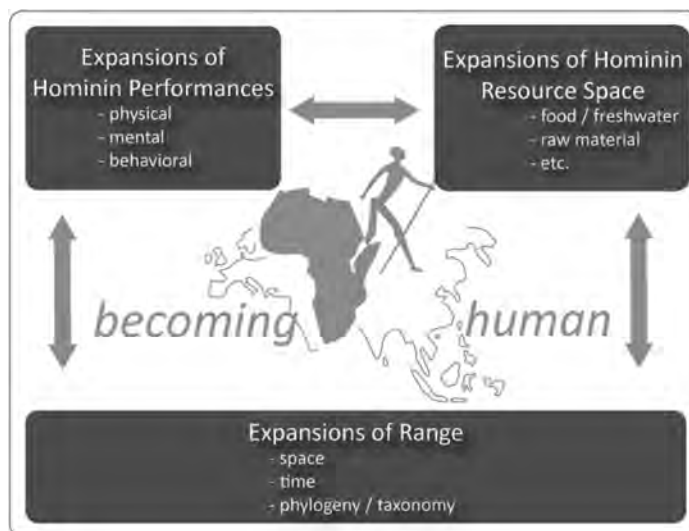 Expansions of
Hominin Performances
- physical
- mental
- behavioral
Expansions of Hominin
Resource Space
- food / freshwater
- raw material
- etc.
becoming human
Expansions of Range
- space
- time
- phylogeny / taxonomy